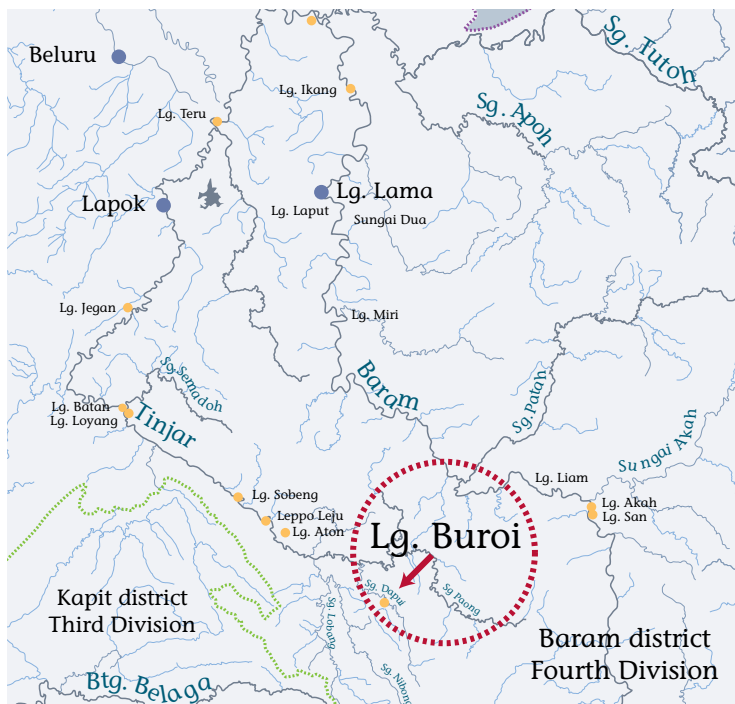 Beluru
Sg. Tutoh
Lg. Ikang
Sg. Apoh
Lg. Teru
Lg. Lama
Lapok
Lg. Laput
Sungai Dua
Lg. Jegan
Lg. Miri
Sg.Semadoh
Baram
Sg.Patah
Lg. Batan
Lg. Loyang
Tinjar
Sungai Akah
Lg. Liam
Lg. Sobeng
Lg. Akah
Lg. San
Leppo Leju
Lg. Aton
Lg. Buroi
Sg. Dapui
Sg Paong
Kapit district
Third Division
Sg. Lobong
Sg. Nibong
Baram district
Fourth Division
Btg. Belaga